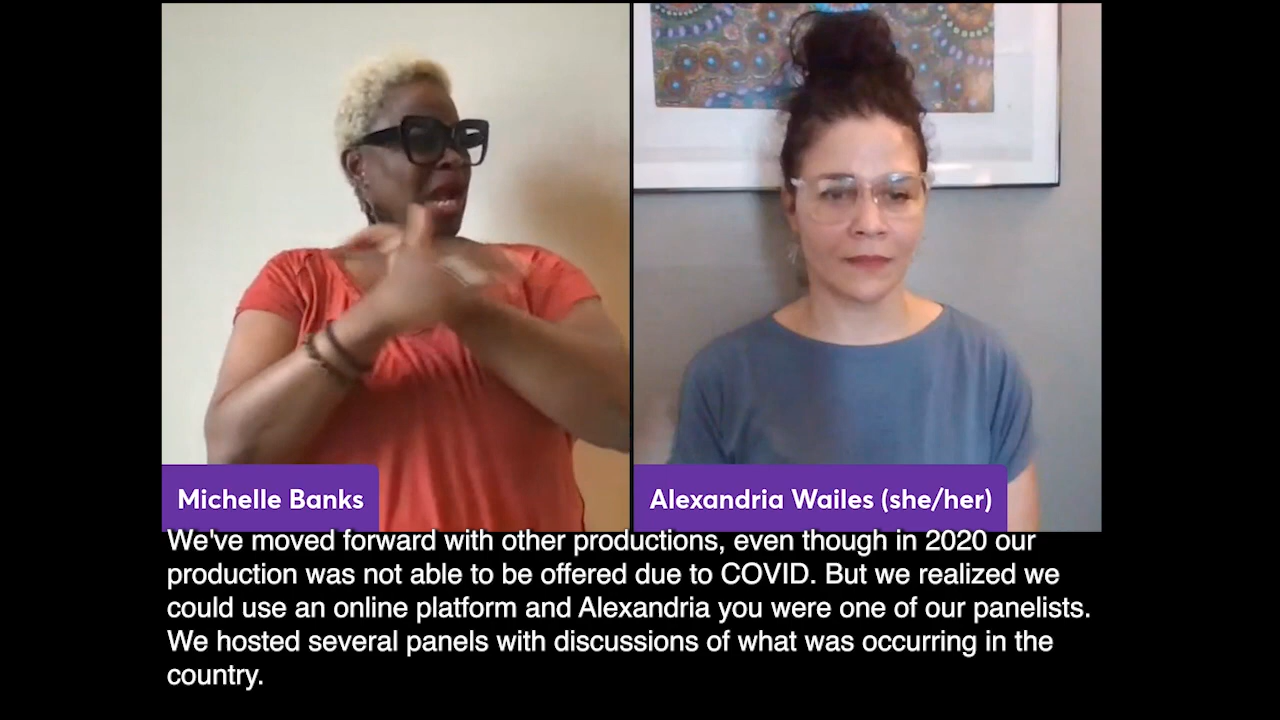 Michelle Banks
Alexandria Wailes (she/her)
We've moved forward with other productions, even though in 2020 our
production was not able to be offered due to COVID. But we realized we
could use an online platform and Alexandria you were one of our panelists.
We hosted several panels with discussions of what was occurring in the
country.